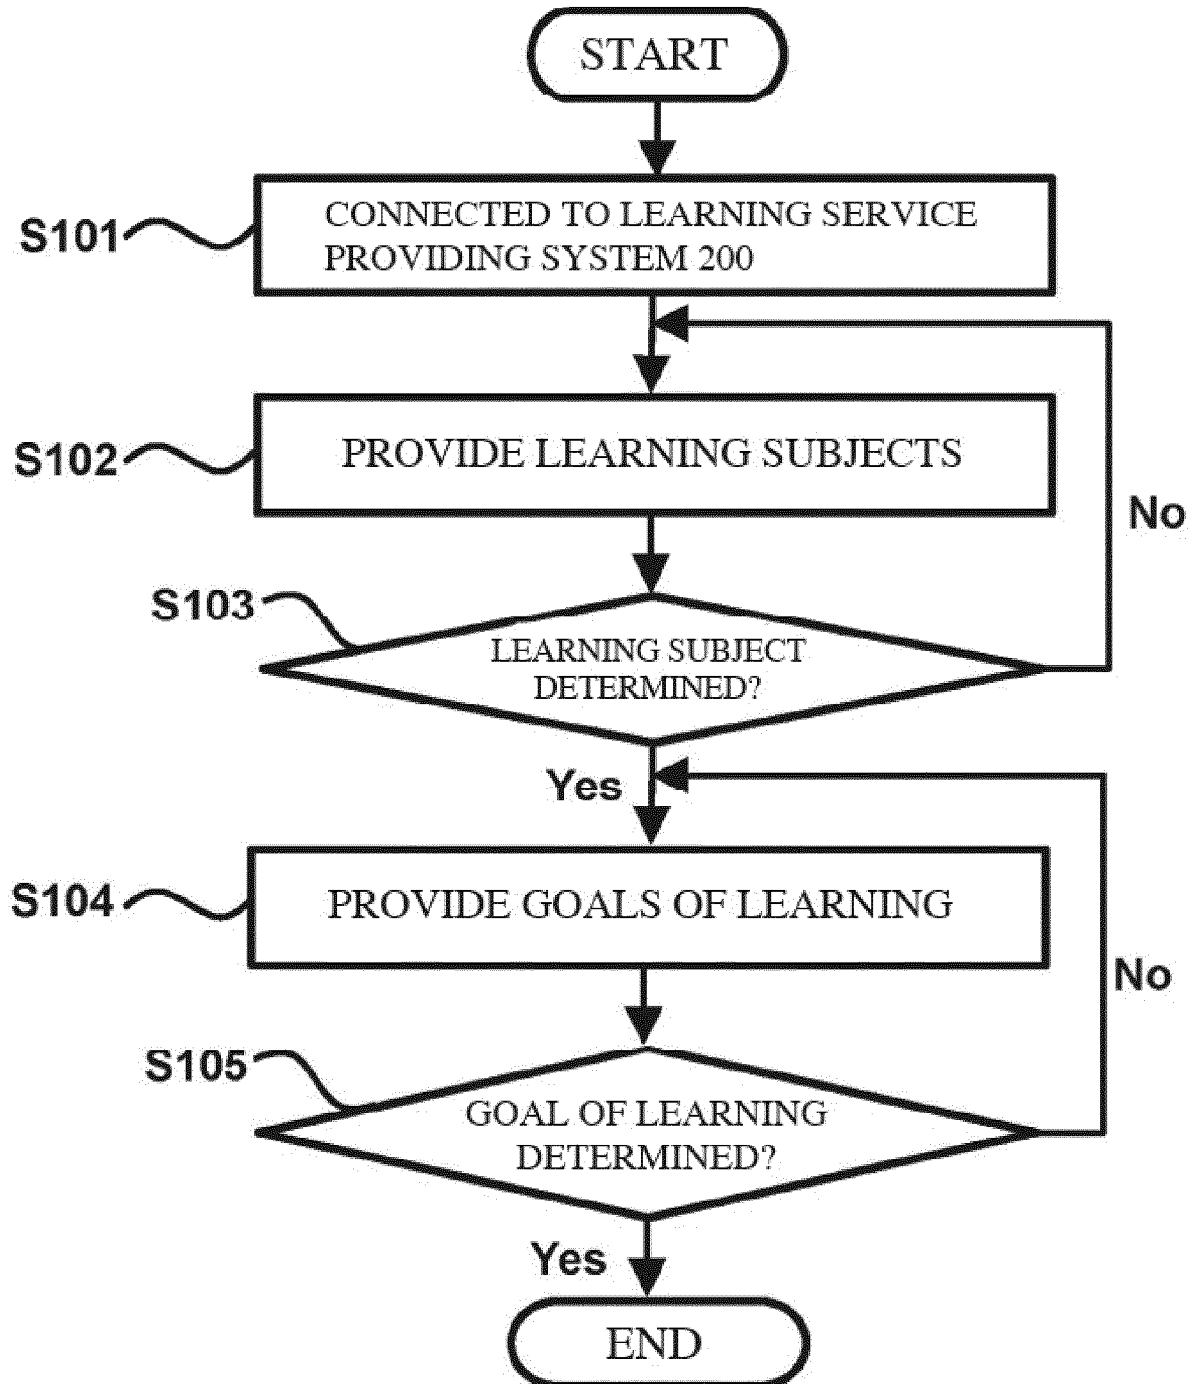 START
S101
CONNECTED TO LEARNING SERVICE
PROVIDING SYSTEM 200
S102
PROVIDE LEARNING SUBJECTS
No
S103
LEARNING SUBJECT
DETERMINED?
Yes
S104
PROVIDE GOALS OF LEARNING
No
S105
GOAL OF LEARNING
DETERMINED?
Yes
END